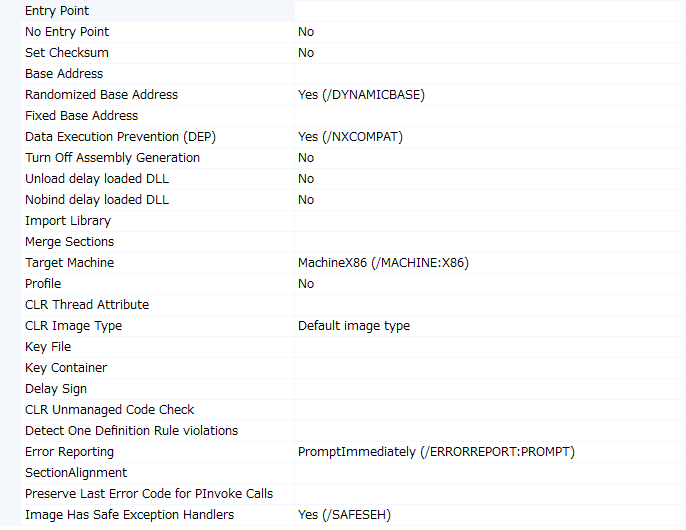 Entry Point
No Entry Point No
Set Checksum No
Base Address
Randomized Base Address Yes (/DYNAMICBASE)
Fixed Base Address
Data Execution Prevention (DEP) Yes (/NXCOMPAT)
Turn Off Assembly Generation No
Unload delay loaded DLL No
Nobind delay loaded DLL No
Import Library
Merge Sections
Target Machine MachineX86 (/MACHINE:X86)
Profile No
CLR Thread Attribute
CLR Image Type Default image type
Key File
Key Container
Delay Sign
CLR Unmanaged Code Check
Detect One Definition Rule violations
Error Reporting PromptImmediately (/ERRORREPORT:PROMPT)
SectionAlignment
Preserve Last Error Code for PInvoke Calls
Image Has Safe Exception Handlers Yes (/SAFESEH)